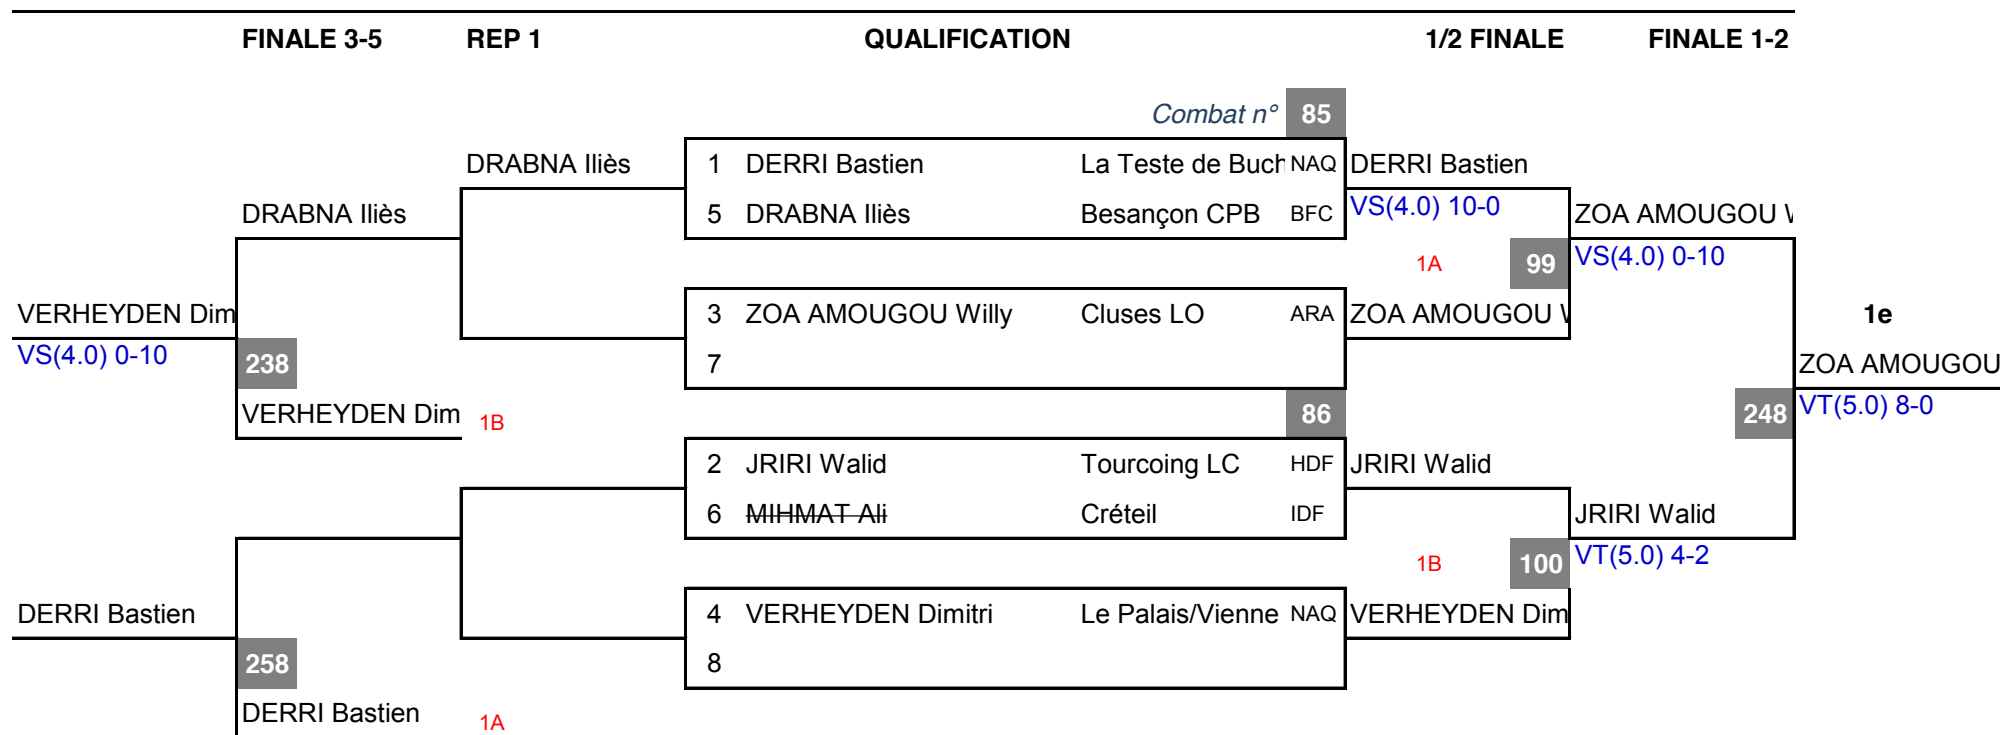 FINALE 3-5 REP 1 QUALIFICATION 1/2 FINALE FINALE 1-2
Combat n° 85
DRABNA Iliès 1 DERRI Bastien La Teste de Buch NAQ DERRI Bastien
DRABNA Iliès 5 DRABNA Iliès Besançon CPB BFC VS(4.0) 10-0 ZOA AMOUGOU
1A 99 VS(4.0) 0-10
VERHEYDEN Dim 3 ZOA AMOUGOU Willy Cluses LO ARA ZOA AMOUGOU 1e
VS(4.0) 0-10 238 7 ZOA AMOUGOU
VERHEYDEN Dim 1B 86 248 VT(5.0) 8-0
2 JRIRI Walid Tourcoing LC HDF JRIRI Walid
6 MIHMAT Ali Créteil IDF JRIRI Walid
1B 100 VT(5.0) 4-2
DERRI Bastien 4 VERHEYDEN Dimitri Le Palais/Vienne NAQ VERHEYDEN Dim
258 8
DERRI Bastien 1A